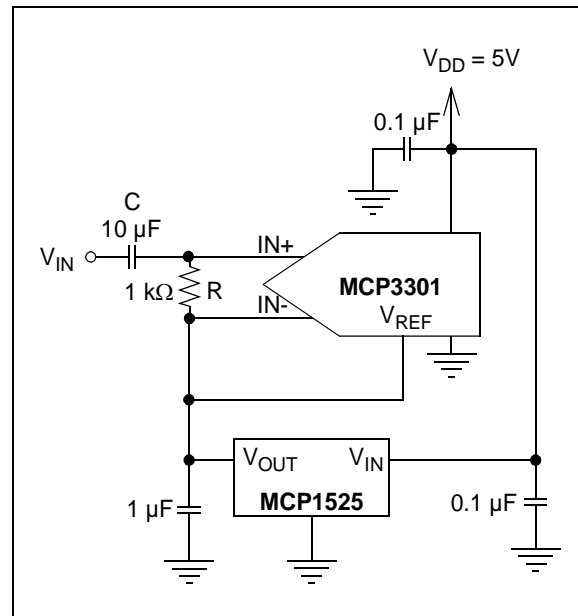 V_DD = 5V
0.1 µF
C
10 µF
V_IN
IN+
1 kΩ R
MCP3301
IN-
V_REF
V_OUT V_IN
MCP1525
1 µF
0.1 µF